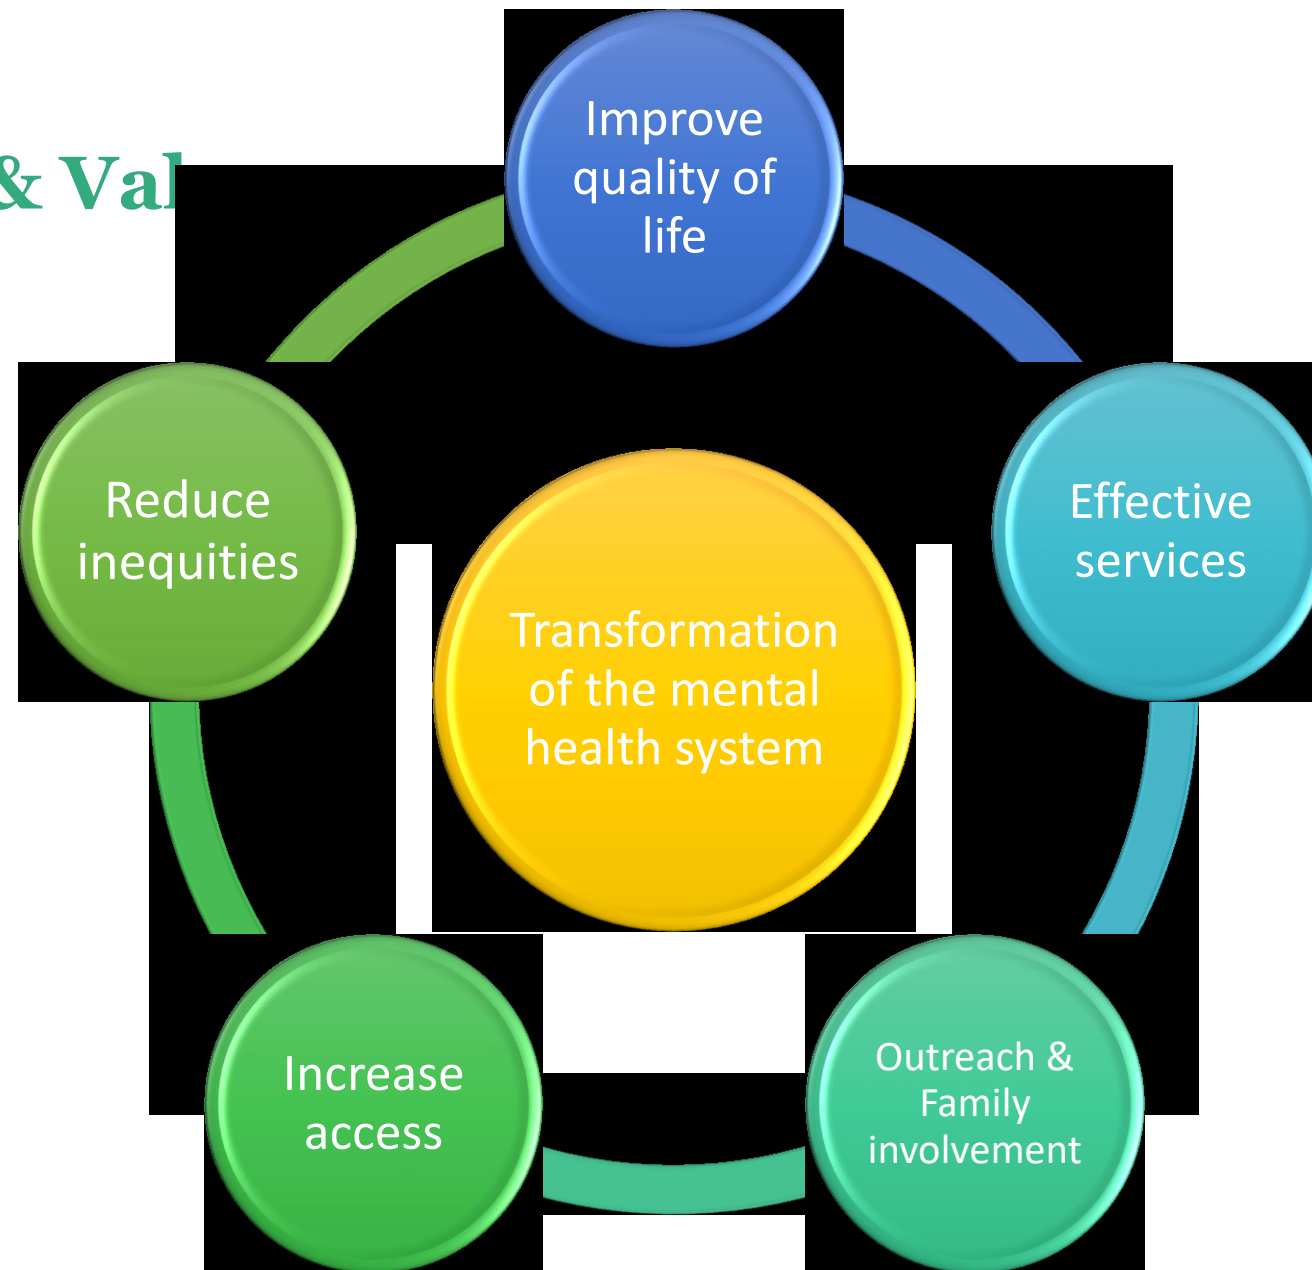 Improve
quality of
life
& Val
Reduce
inequities
Effective
services
Transformation
of the mental
health system
Increase
access
Outreach &
Family
involvement